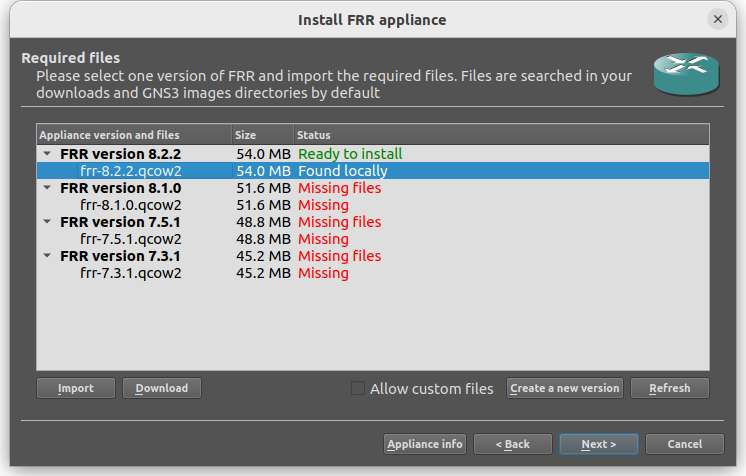 Install FRR appliance
Required files
Please select one version of FRR and import the required files. Files are searched in your
downloads and GNS3 images directories by default
Appliance version and files Size Status
FRR version 8.2.2 54.0 MB Ready to install
frr-8.2.2.qcow2 54.0 MB Found locally
FRR version 8.1.0 51.6 MB Missing files
frr-8.1.0.qcow2 51.6 MB Missing
FRR version 7.5.1 48.8 MB Missing files
frr-7.5.1.qcow2 48.8 MB Missing
FRR version 7.3.1 45.2 MB Missing files
frr-7.3.1.qcow2 45.2 MB Missing
Import Download Allow custom files Create a new version Refresh
Appliance info < Back Next > Cancel